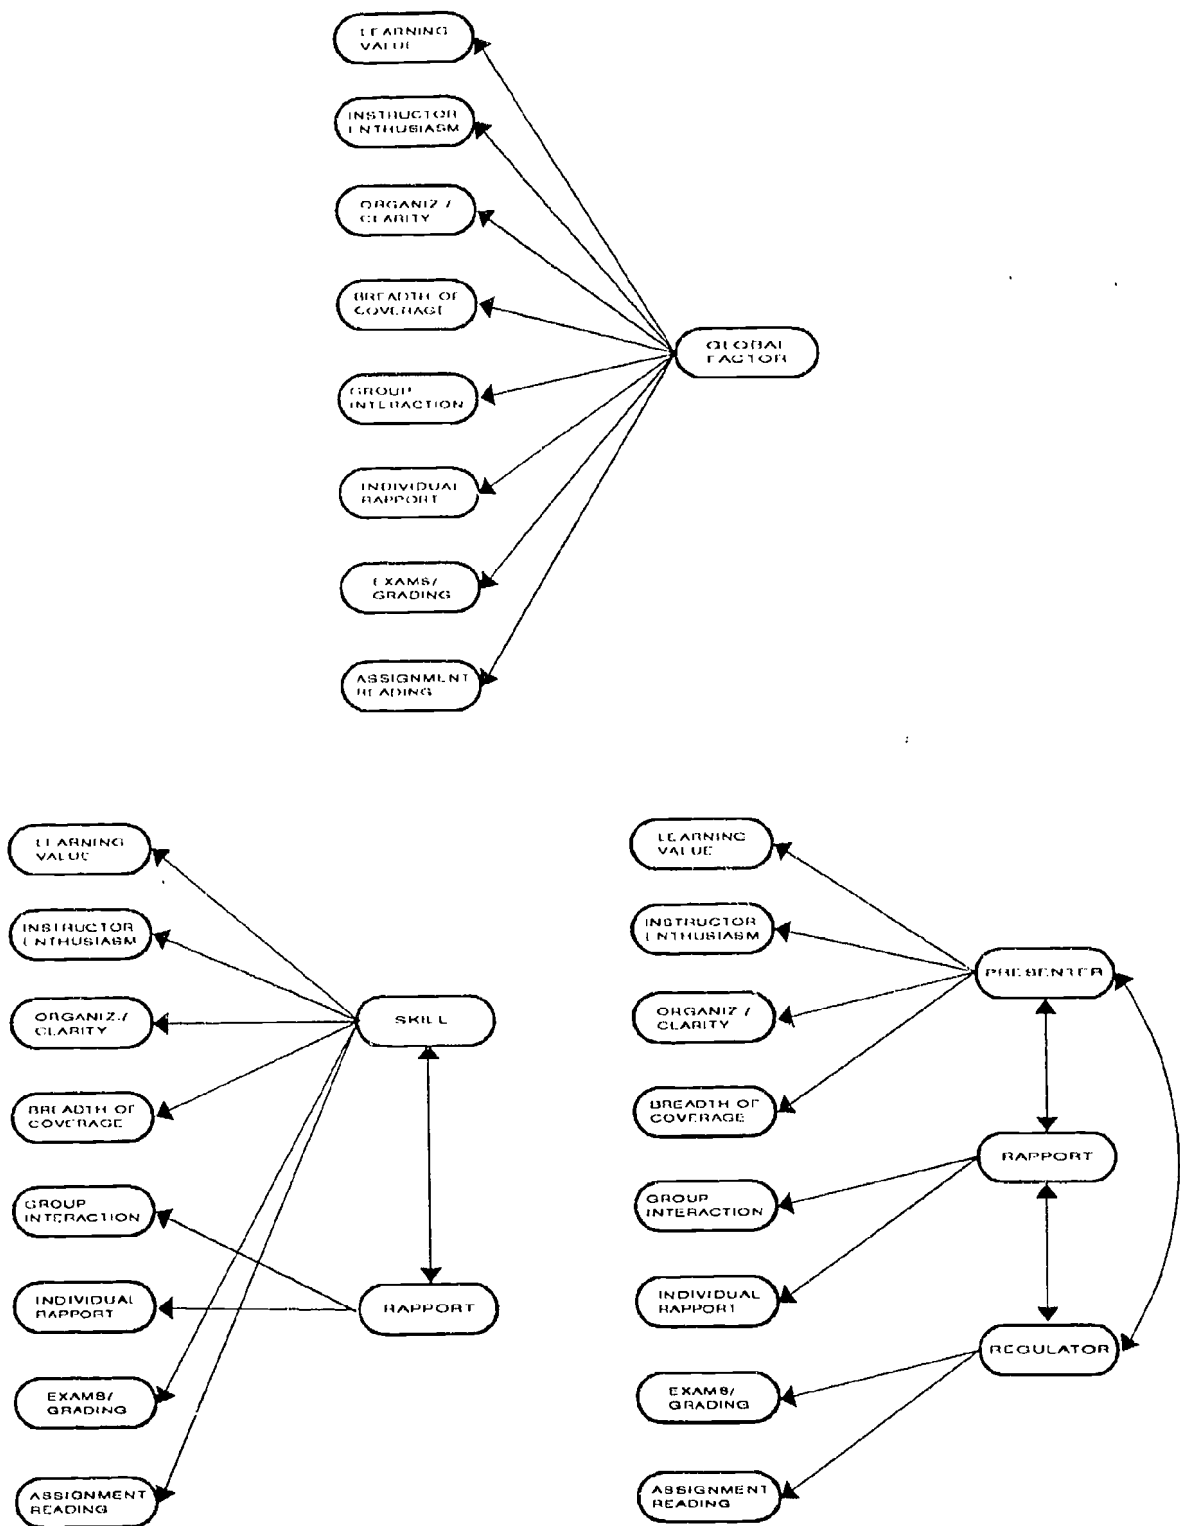 LEARNING
VALUE
INSTRUCTOR
ENTHUSIASM
ORGANIZ /
CLARITY
BREADTH OF
COVERAGE
GROUP
INTERACTION
INDIVIDUAL
RAPPORT
EXAMS/
GRADING
ASSIGNMENT
READING
GLOBAL
FACTOR
LEARNING
VALUE
INSTRUCTOR
ENTHUSIASM
ORGANIZ./
CLARITY
BREADTH OF
COVERAGE
GROUP
INTERACTION
INDIVIDUAL
RAPPORT
EXAMS/
GRADING
ASSIGNMENT
READING
SKILL
RAPPORT
LEARNING
VALUE
INSTRUCTOR
ENTHUSIASM
ORGANIZ /
CLARITY
BREADTH OF
COVERAGE
GROUP
INTERACTION
INDIVIDUAL
RAPPORT
EXAMS/
GRADING
ASSIGNMENT
READING
PRESENTER
RAPPORT
REGULATOR